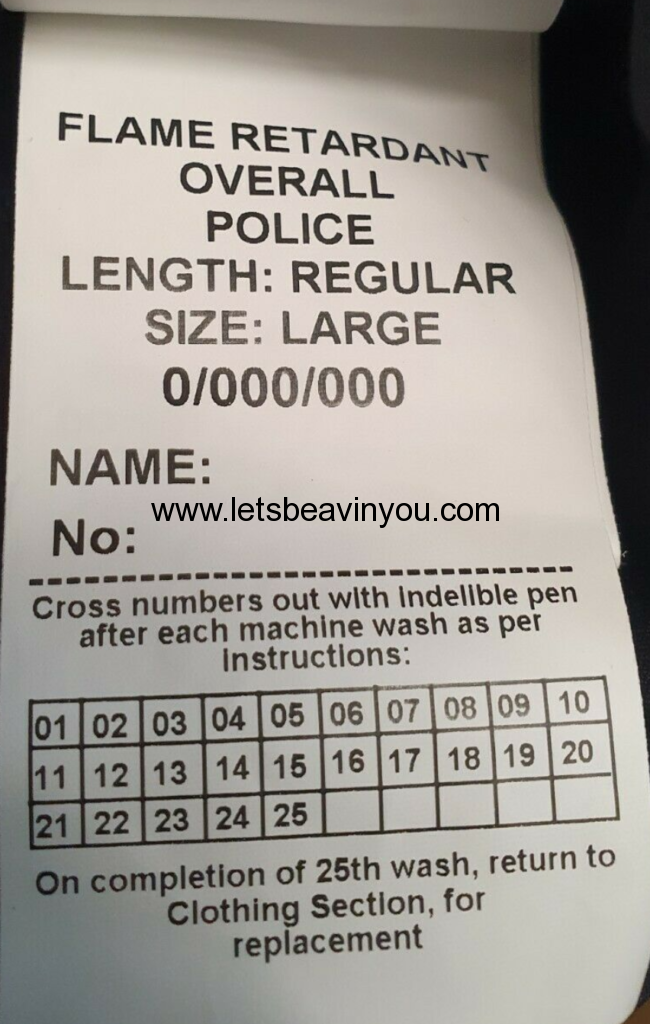 FLAME RETARDANT
OVERALL
POLICE
LENGTH: REGULAR
SIZE: LARGE
0/000/000
NAME:
www.letsbeavinyou.com
No:
Cross numbers out with indelible pen
after each machine wash as per
instructions:
01 02 03 04 05 06 07 08 09 10
11 12 13 14 15 16 17 18 19 20
21 22 23 24 25
On completion of 25th wash, return to
Clothing Section, for
replacement